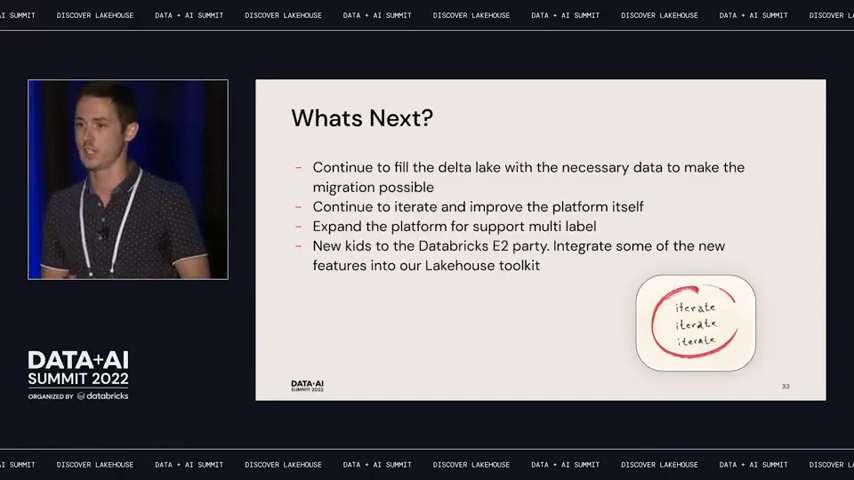 AI SUMMIT DISCOVER LAKEHOUSE DATA + AI SUMMIT DISCOVER LAKEHOUSE DATA + AI SUMMIT DISCOVER LAKEHOUSE DATA + AI SUMMIT DISCOVER LAKEHOUSE DATA + AI SUMMIT
Whats Next?
- Continue to fill the delta lake with the necessary data to make the
migration possible
- Continue to iterate and improve the platform itself
- Expand the platform for support multi label
- New kids to the Databricks E2 party. Integrate some of the new
features into our Lakehouse toolkit
iterate
iterate
iterate
DATA+AI
SUMMIT 2022
33
DATA+AI
SUMMIT 2022
ORGANIZED BY databricks
AI SUMMIT DISCOVER LAKEHOUSE DATA + AI SUMMIT DISCOVER LAKEHOUSE DATA + AI SUMMIT DISCOVER LAKEHOUSE DATA + AI SUMMIT DISCOVER LAKEHOUSE DATA + AI SUMMIT